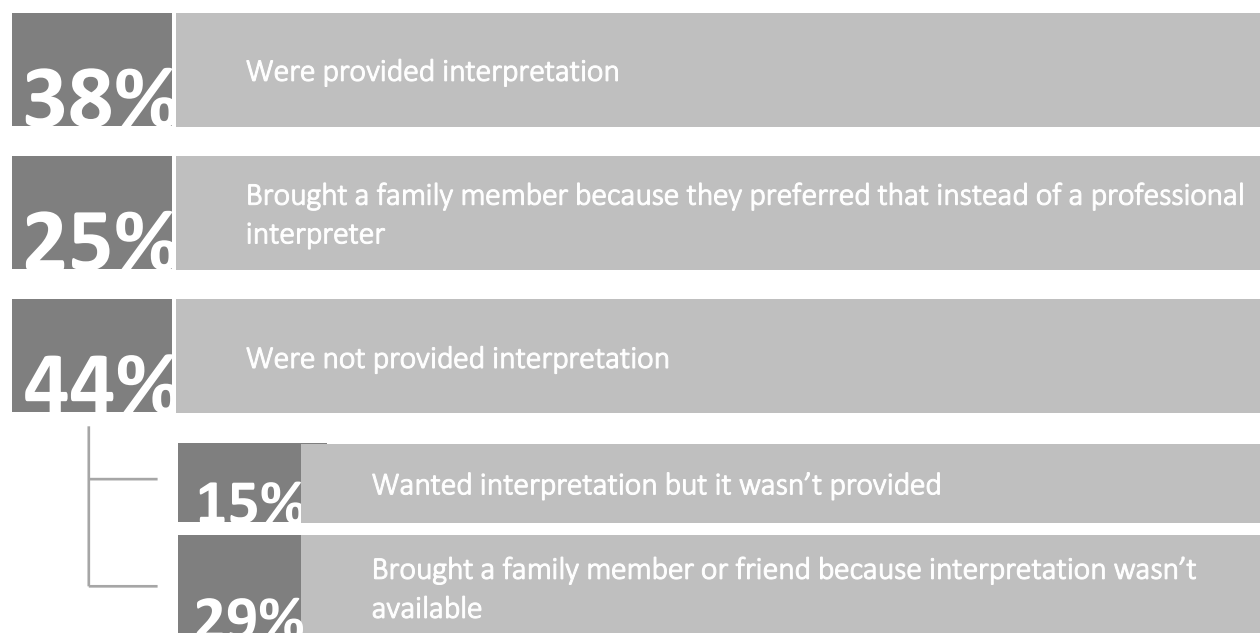 38%
Were provided interpretation
25%
Brought a family member because they preferred that instead of a professional
interpreter
44%
Were not provided interpretation
15%
Wanted interpretation but it wasn’t provided
29%
Brought a family member or friend because interpretation wasn’t
available